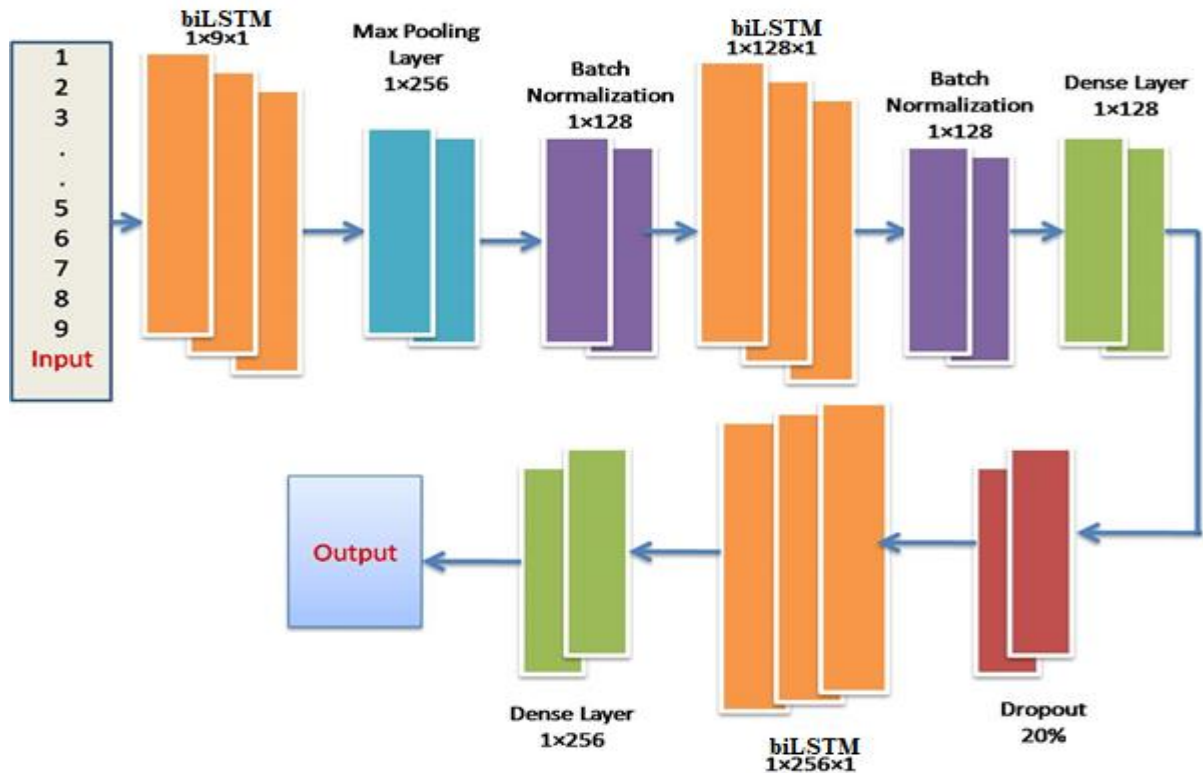 1
2
3
.
.
5
6
7
8
9
Input
biLSTM
1×9×1
Max Pooling
Layer
1×256
Batch
Normalization
1×128
biLSTM
1×128×1
Batch
Normalization
1×128
Dense Layer
1×128
Output
Dense Layer
1×256
biLSTM
1×256×1
Dropout
20%